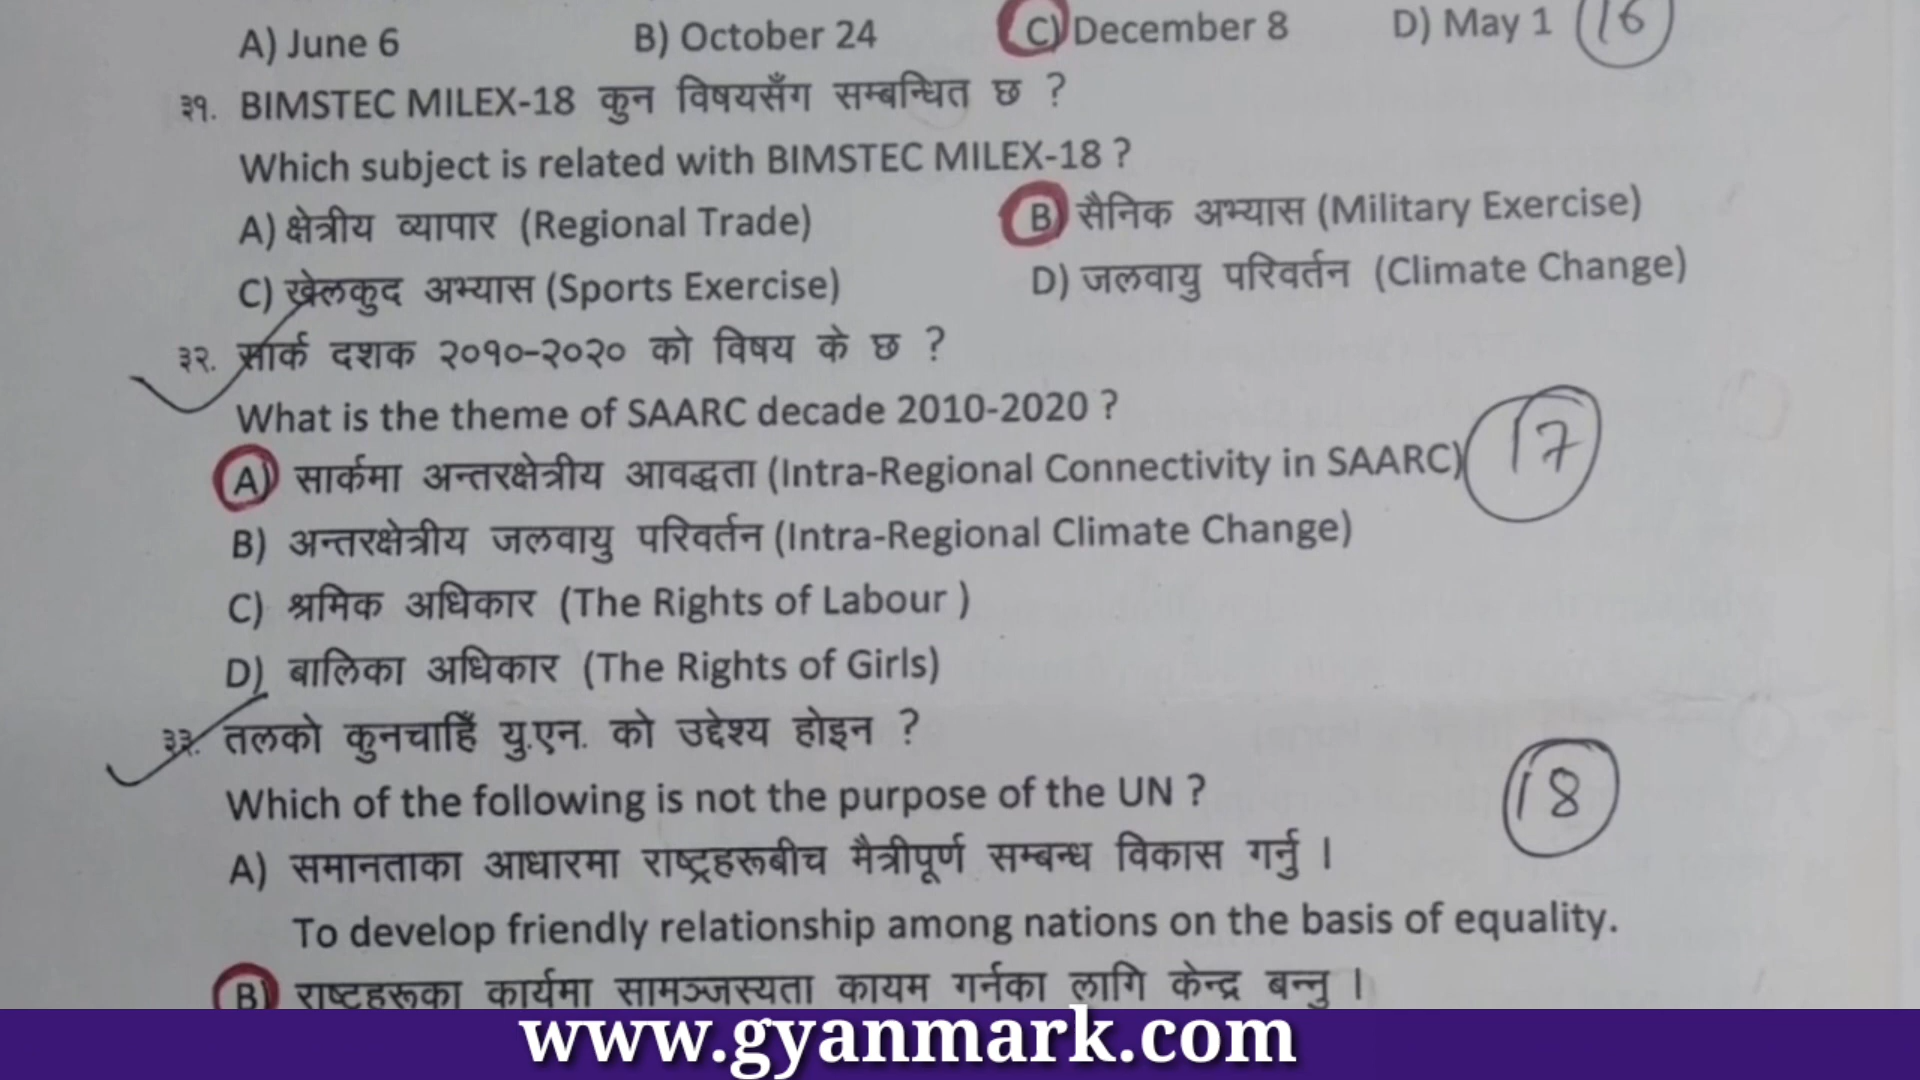 A) June 6 B) October 24 C) December 8 D) May 1 16
३१. BIMSTEC MILEX-18 कुन विषयसँग सम्बन्धित छ ?
Which subject is related with BIMSTEC MILEX-18 ?
A) क्षेत्रीय व्यापार (Regional Trade) B) सैनिक अभ्यास (Military Exercise)
C) खेलकुद अभ्यास (Sports Exercise) D) जलवायु परिवर्तन (Climate Change)
३२. सार्क दशक २०१०-२०२० को विषय के छ ?
What is the theme of SAARC decade 2010-2020 ?
A) सार्कमा अन्तरक्षेत्रीय आवद्धता (Intra-Regional Connectivity in SAARC) 17
B) अन्तरक्षेत्रीय जलवायु परिवर्तन (Intra-Regional Climate Change)
C) श्रमिक अधिकार (The Rights of Labour )
D) बालिका अधिकार (The Rights of Girls)
३३. तलको कुनचाहिँ यु.एन. को उद्देश्य होइन ?
Which of the following is not the purpose of the UN ? 18
A) समानताका आधारमा राष्ट्रहरूबीच मैत्रीपूर्ण सम्बन्ध विकास गर्नु ।
To develop friendly relationship among nations on the basis of equality.
B) राष्टहरूका कार्यमा सामञ्जस्यता कायम गर्नका लागि केन्द्र बन्नु ।
www.gyanmark.com